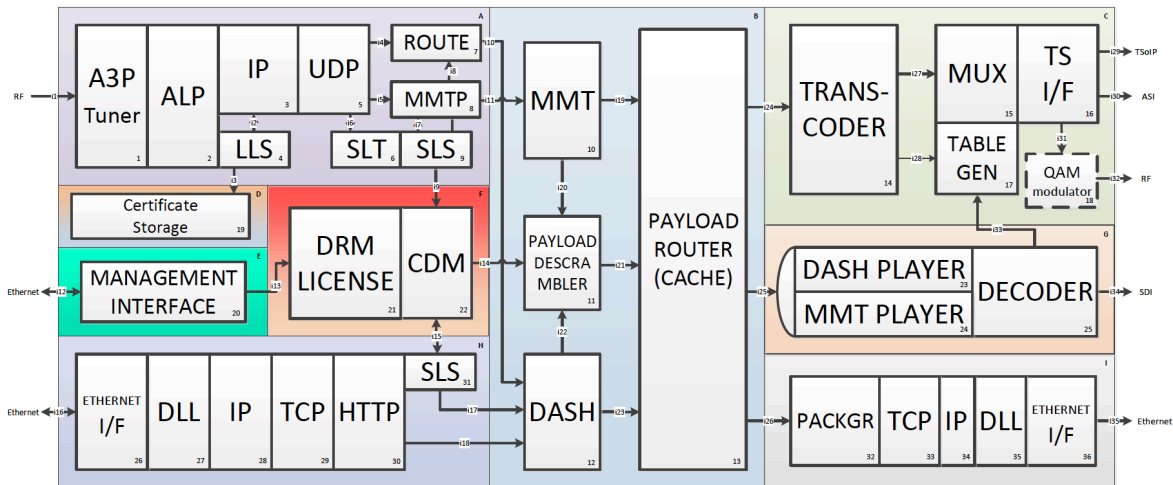 A
A3P
Tuner
1
ALP
2
IP
3
UDP
5
i4
ROUTE
7
i10
i8
i5
MMTP
8
i11
i2
i6
i7
LLS
4
SLT
6
SLS
9
RF
i1
i3
i9
D
Certificate
Storage
19
E
Ethernet
i12
MANAGEMENT
INTERFACE
20
i13
F
DRM
LICENSE
21
CDM
22
i14
i15
H
Ethernet
i16
ETHERNET
I/F
26
DLL
27
IP
28
TCP
29
HTTP
30
SLS
31
i17
i18
B
MMT
10
i19
i20
PAYLOAD
DESCRA
MBLER
11
i21
i22
DASH
12
i23
PAYLOAD
ROUTER
(CACHE)
13
i24
i25
i26
C
TRANS-
CODER
14
i27
i28
MUX
15
TS
I/F
16
i29
TSoIP
i30
ASI
i31
TABLE
GEN
17
QAM
modulator
18
i32
RF
i33
G
DASH PLAYER
23
MMT PLAYER
24
DECODER
25
i34
SDI
I
PACKGR
32
TCP
33
IP
34
DLL
35
ETHERNET
I/F
36
i35
Ethernet